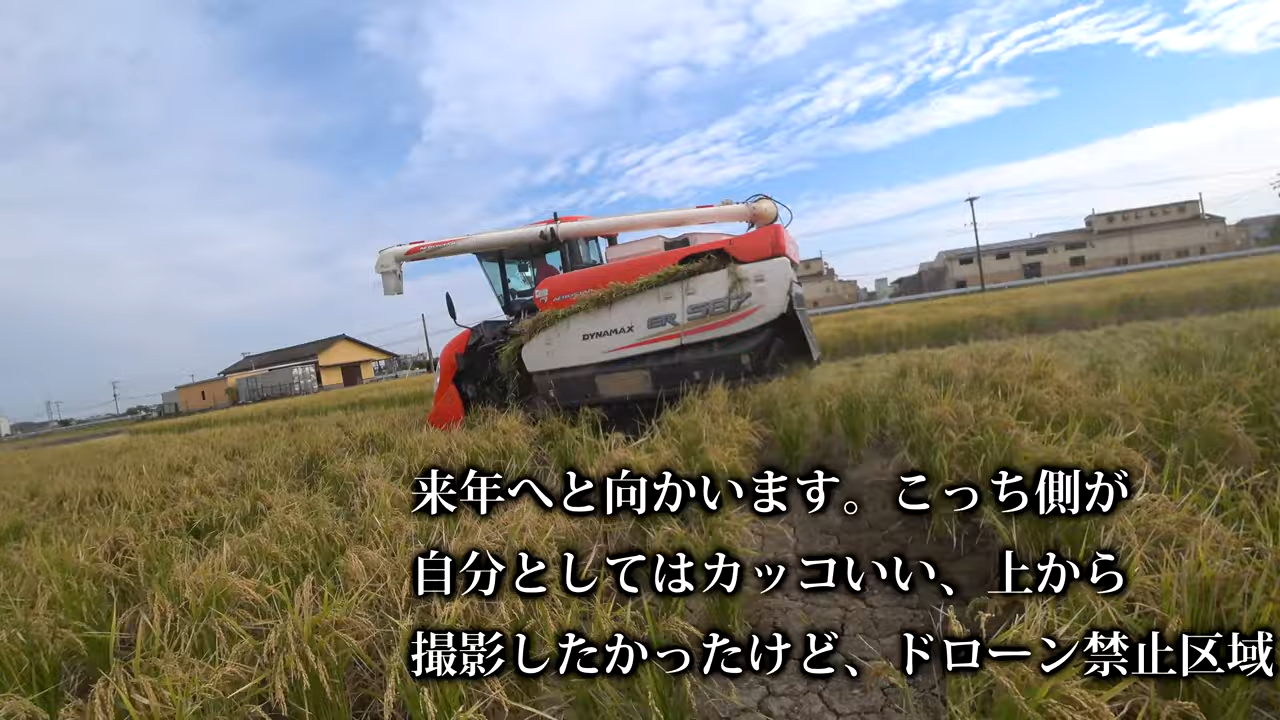 DYNAMAX
来年へと向かいます。こっち側が
自分としてはカッコいい、上から
撮影したかったけど、ドローン禁止区域